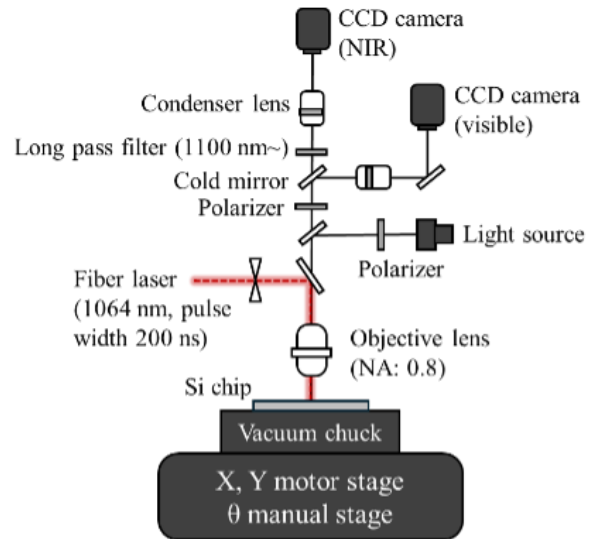 CCD camera
(NIR)
CCD camera
(visible)
Condenser lens
Long pass filter (1100 nm~)
Cold mirror
Polarizer
Light source
Polarizer
Fiber laser
(1064 nm, pulse
width 200 ns)
Objective lens
(NA: 0.8)
Si chip
Vacuum chuck
X, Y motor stage
θ manual stage